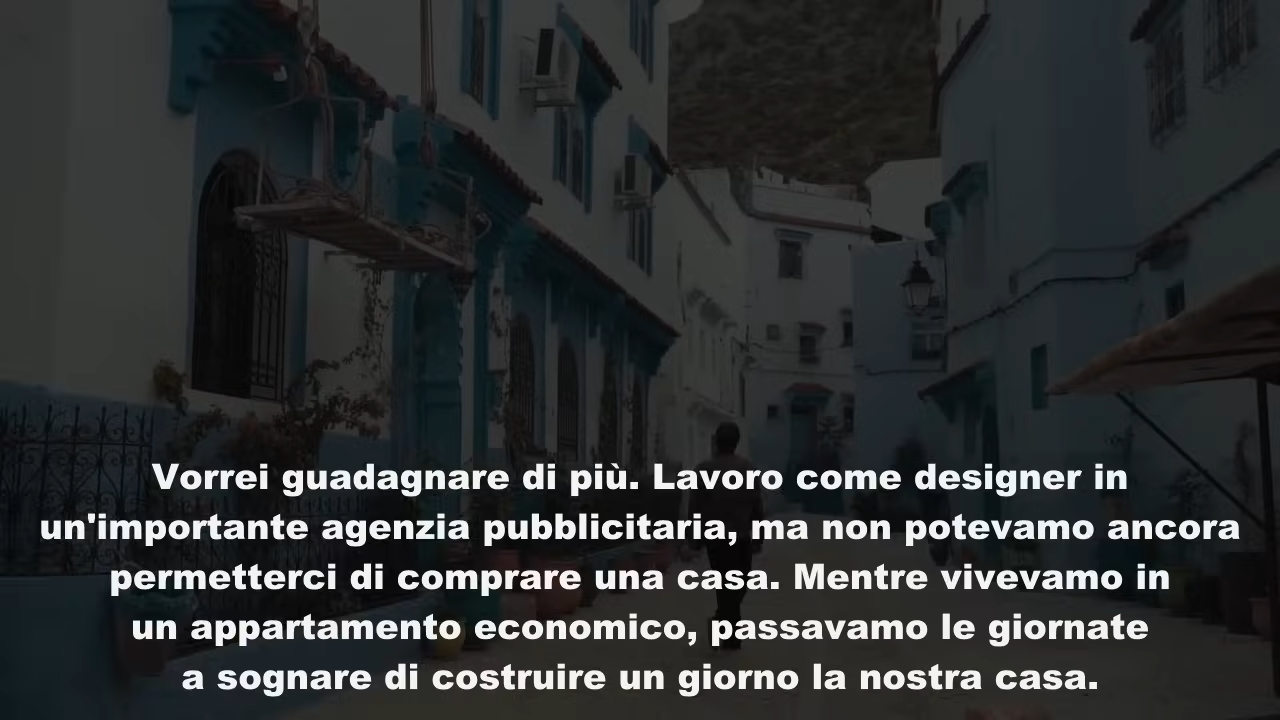 Vorrei guadagnare di più. Lavoro come designer in
un'importante agenzia pubblicitaria, ma non potevamo ancora
permetterci di comprare una casa. Mentre vivevamo in
un appartamento economico, passavamo le giornate
a sognare di costruire un giorno la nostra casa.